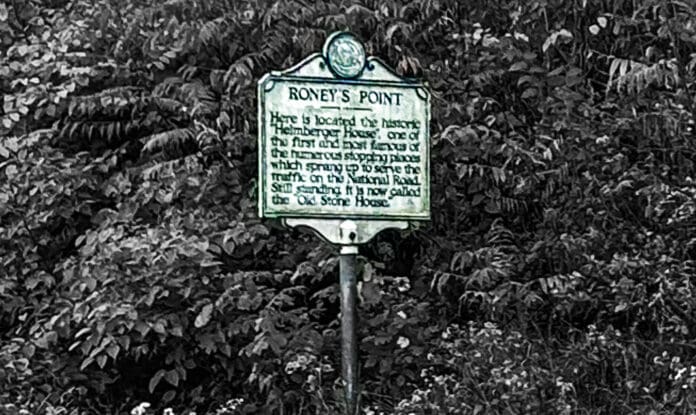 RONEY'S POINT
Here is located the historic
"Helmberger House", one of
the first and most famous of
the numerous stopping places
which sprang up to serve the
traffic on the National Road.
Still standing, it is now called
the "Old Stone House."